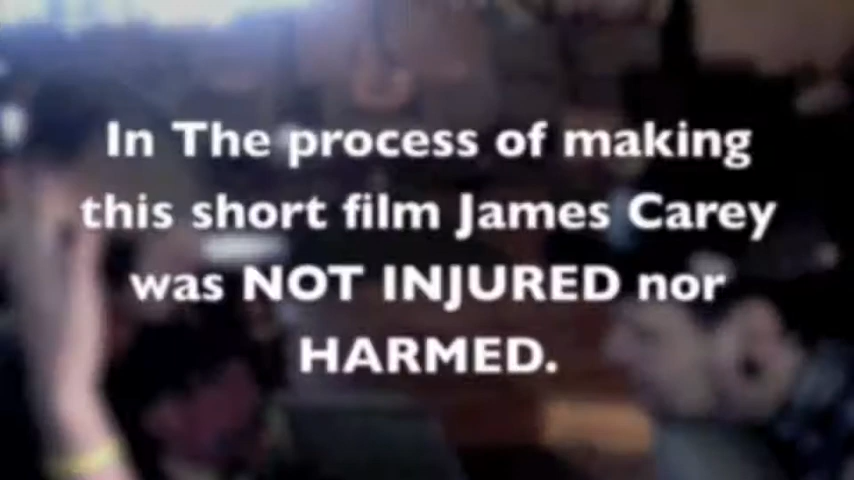 In The process of making
this short film James Carey
was NOT INJURED nor
HARMED.